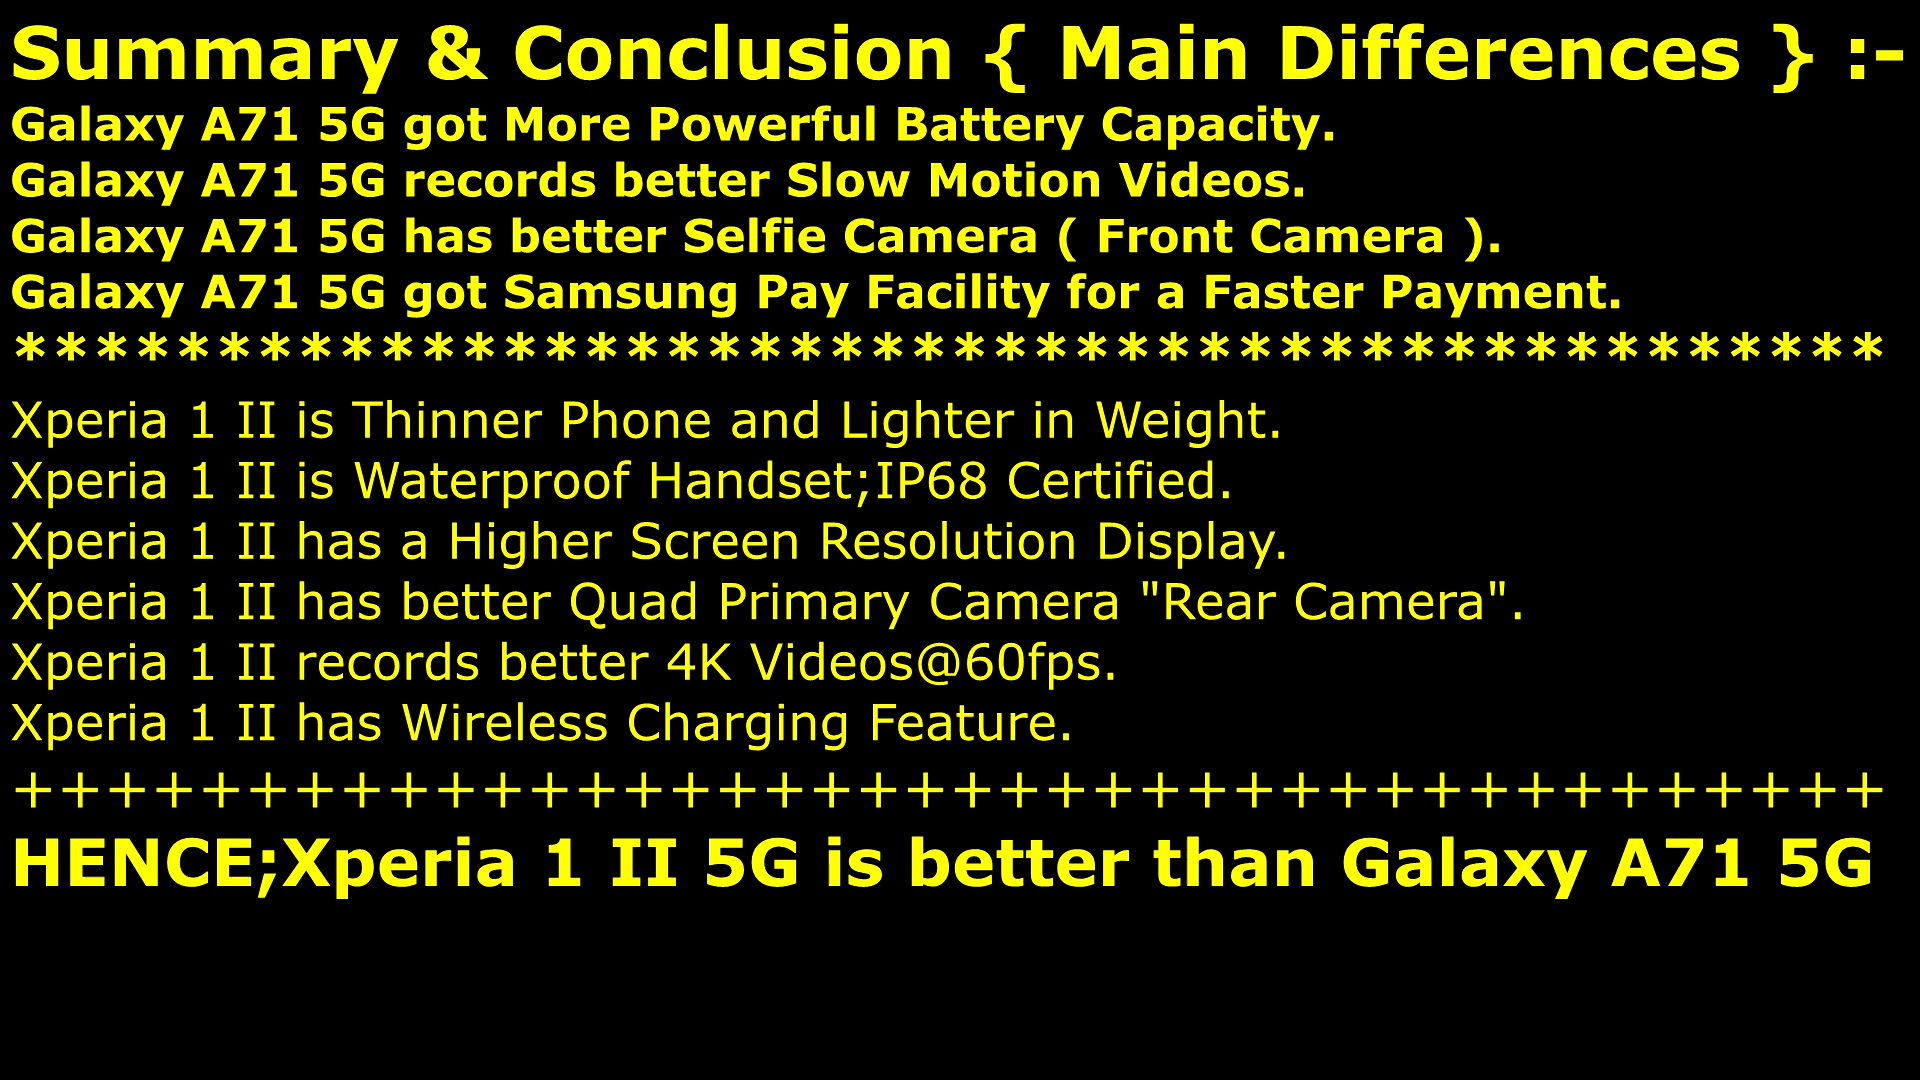 Summary & Conclusion { Main Differences } :-
Galaxy A71 5G got More Powerful Battery Capacity.
Galaxy A71 5G records better Slow Motion Videos.
Galaxy A71 5G has better Selfie Camera ( Front Camera ).
Galaxy A71 5G got Samsung Pay Facility for a Faster Payment.
**********************************************
Xperia 1 II is Thinner Phone and Lighter in Weight.
Xperia 1 II is Waterproof Handset;IP68 Certified.
Xperia 1 II has a Higher Screen Resolution Display.
Xperia 1 II has better Quad Primary Camera "Rear Camera".
Xperia 1 II records better 4K Videos@60fps.
Xperia 1 II has Wireless Charging Feature.
++++++++++++++++++++++++++++++++++++++++
HENCE;Xperia 1 II 5G is better than Galaxy A71 5G